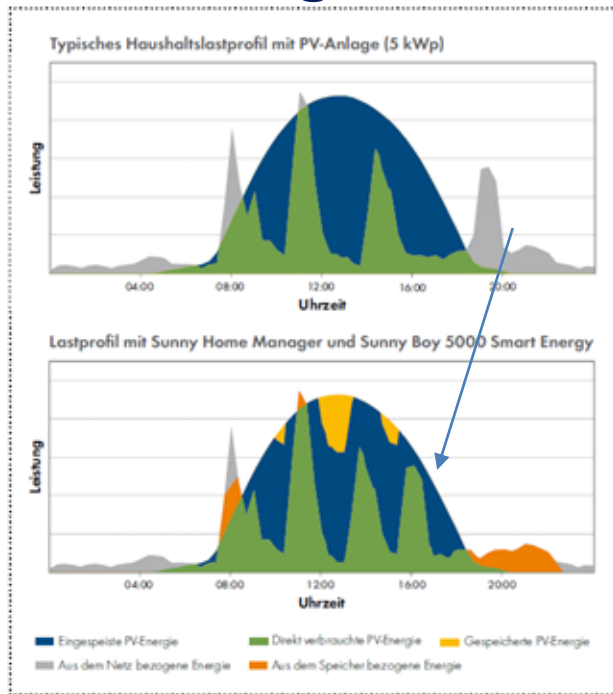 Typisches Haushaltslastprofil mit PV-Anlage (5 kWp)
Leistung
04:00 08:00 12:00 16:00 20:00
Uhrzeit
Lastprofil mit Sunny Home Manager und Sunny Boy 5000 Smart Energy
Leistung
04:00 08:00 12:00 16:00 20:00
Uhrzeit
Eingespeiste PV-Energie Direkt verbrauchte PV-Energie Gespeicherte PV-Energie
Aus dem Netz bezogene Energie Aus dem Speicher bezogene Energie